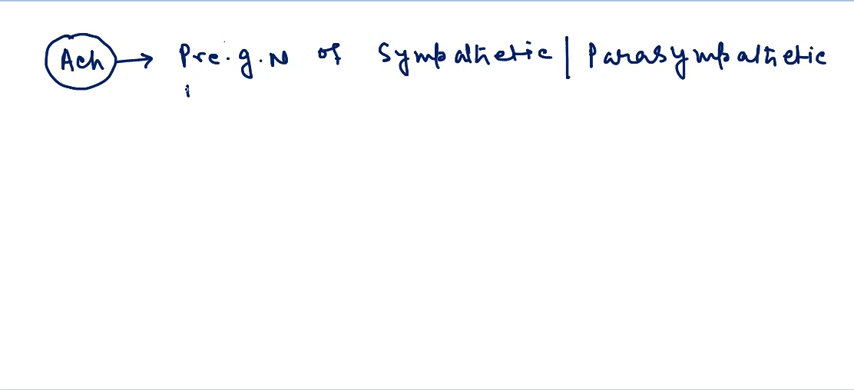 Ach → Pre.g.N of Sympathetic | Parasympathetic